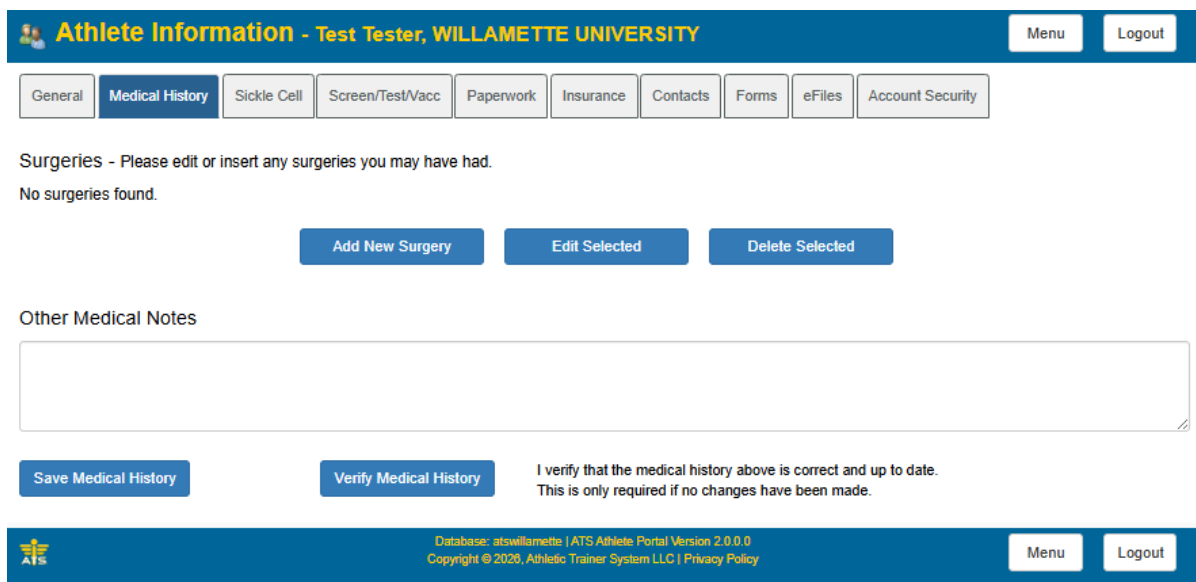 Athlete Information - Test Tester, WILLAMETTE UNIVERSITY Menu Logout
General Medical History Sickle Cell Screen/Test/Vacc Paperwork Insurance Contacts Forms eFiles Account Security
Surgeries - Please edit or insert any surgeries you may have had.
No surgeries found.
Add New Surgery Edit Selected Delete Selected
Other Medical Notes
Save Medical History Verify Medical History I verify that the medical history above is correct and up to date.
This is only required if no changes have been made.
Database: atswillamette | ATS Athlete Portal Version 2.0.0.0
Copyright © 2026, Athletic Trainer System LLC | Privacy Policy
ATS Menu Logout